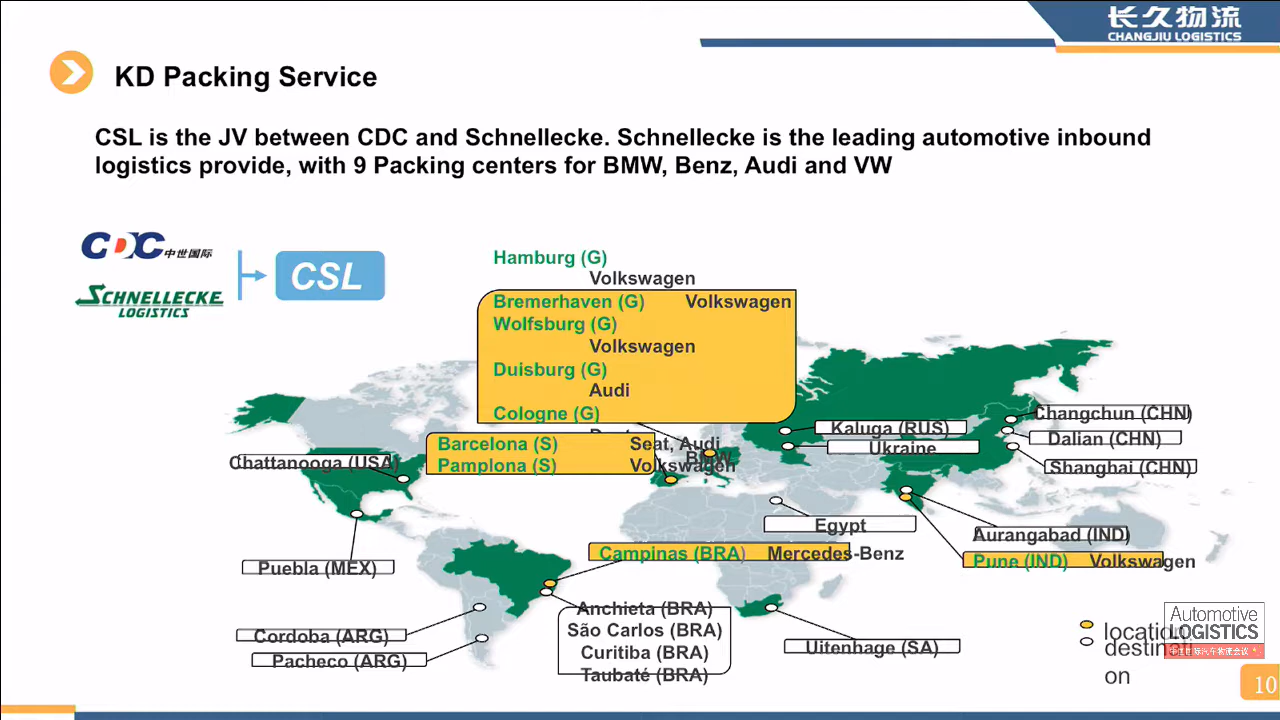 长久物流
CHANGJIU LOGISTICS
KD Packing Service
CSL is the JV between CDC and Schnellecke. Schnellecke is the leading automotive inbound
logistics provide, with 9 Packing centers for BMW, Benz, Audi and VW
CDC 中世国际
SCHNELLECKE
LOGISTICS
CSL
Hamburg (G)
Volkswagen
Bremerhaven (G) Volkswagen
Wolfsburg (G)
Volkswagen
Duisburg (G)
Audi
Cologne (G)
Barcelona (S) Seat, Audi
BMW
Pamplona (S) Volkswagen
Changchun (CHN)
Kaluga (RUS)
Dalian (CHN)
Ukraine
Chattanooga (USA)
Shanghai (CHN)
Egypt
Aurangabad (IND)
Campinas (BRA) Mercedes-Benz
Pune (IND) Volkswagen
Puebla (MEX)
Anchieta (BRA)
São Carlos (BRA)
Curitiba (BRA)
Taubaté (BRA)
Cordoba (ARG)
Pacheco (ARG)
Uitenhage (SA)
Automotive
LOGISTICS
location
destinati
on
10